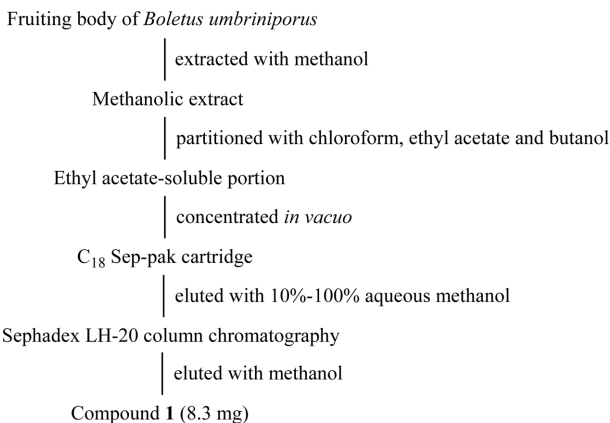 Fruiting body of Boletus umbriniporus
extracted with methanol
Methanolic extract
partitioned with chloroform, ethyl acetate and butanol
Ethyl acetate-soluble portion
concentrated in vacuo
C18 Sep-pak cartridge
eluted with 10%-100% aqueous methanol
Sephadex LH-20 column chromatography
eluted with methanol
Compound 1 (8.3 mg)